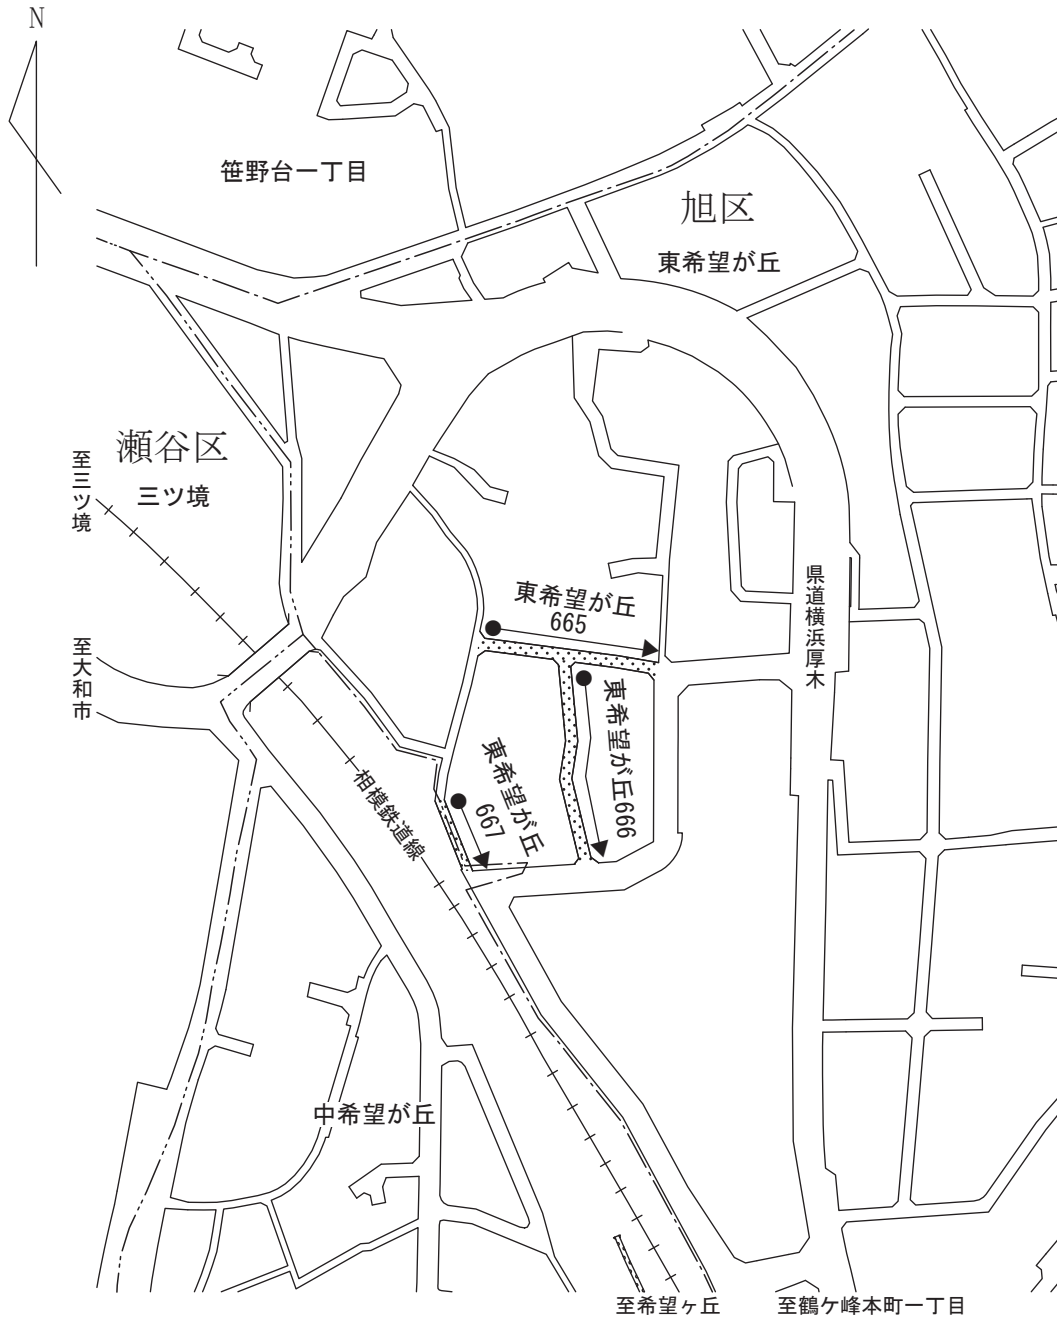 N
笹野台一丁目
旭区
東希望が丘
瀬谷区
三ツ境
至三ツ境
東希望が丘
665
県道横浜厚木
至大和市
東希望が丘666
東希望が丘
667
相模鉄道線
中希望が丘
至希望ヶ丘
至鶴ケ峰本町一丁目